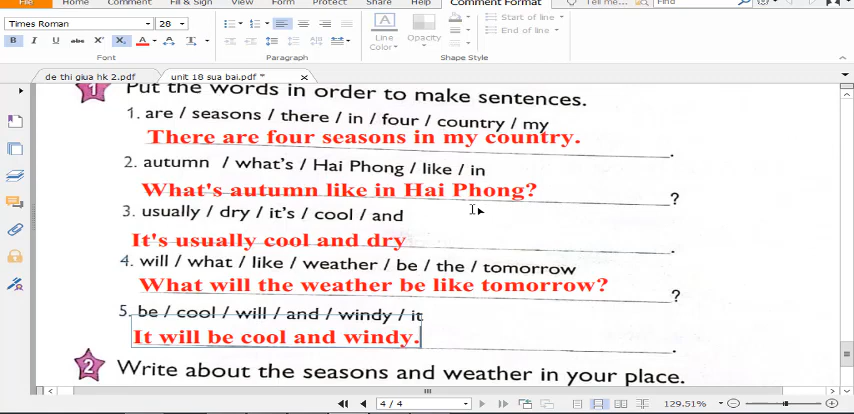 File Home Comment Fill & Sign View Form Protect Share Help Comment Format Tell me... Find
Times Roman 28
B I U abc X² X₂ A A T
Font Paragraph
Line Color Opacity
Start of line
End of line
Shape Style
de thi giua hk 2.pdf unit 18 sua bai.pdf *
1 Put the words in order to make sentences.
1. are / seasons / there / in / four / country / my
There are four seasons in my country.
2. autumn / what's / Hai Phong / like / in
What's autumn like in Hai Phong?
?
3. usually / dry / it's / cool / and
It's usually cool and dry
.
4. will / what / like / weather / be / the / tomorrow
What will the weather be like tomorrow?
?
5. be / cool / will / and / windy / it
It will be cool and windy.
.
2 Write about the seasons and weather in your place.
4 / 4 129.51%